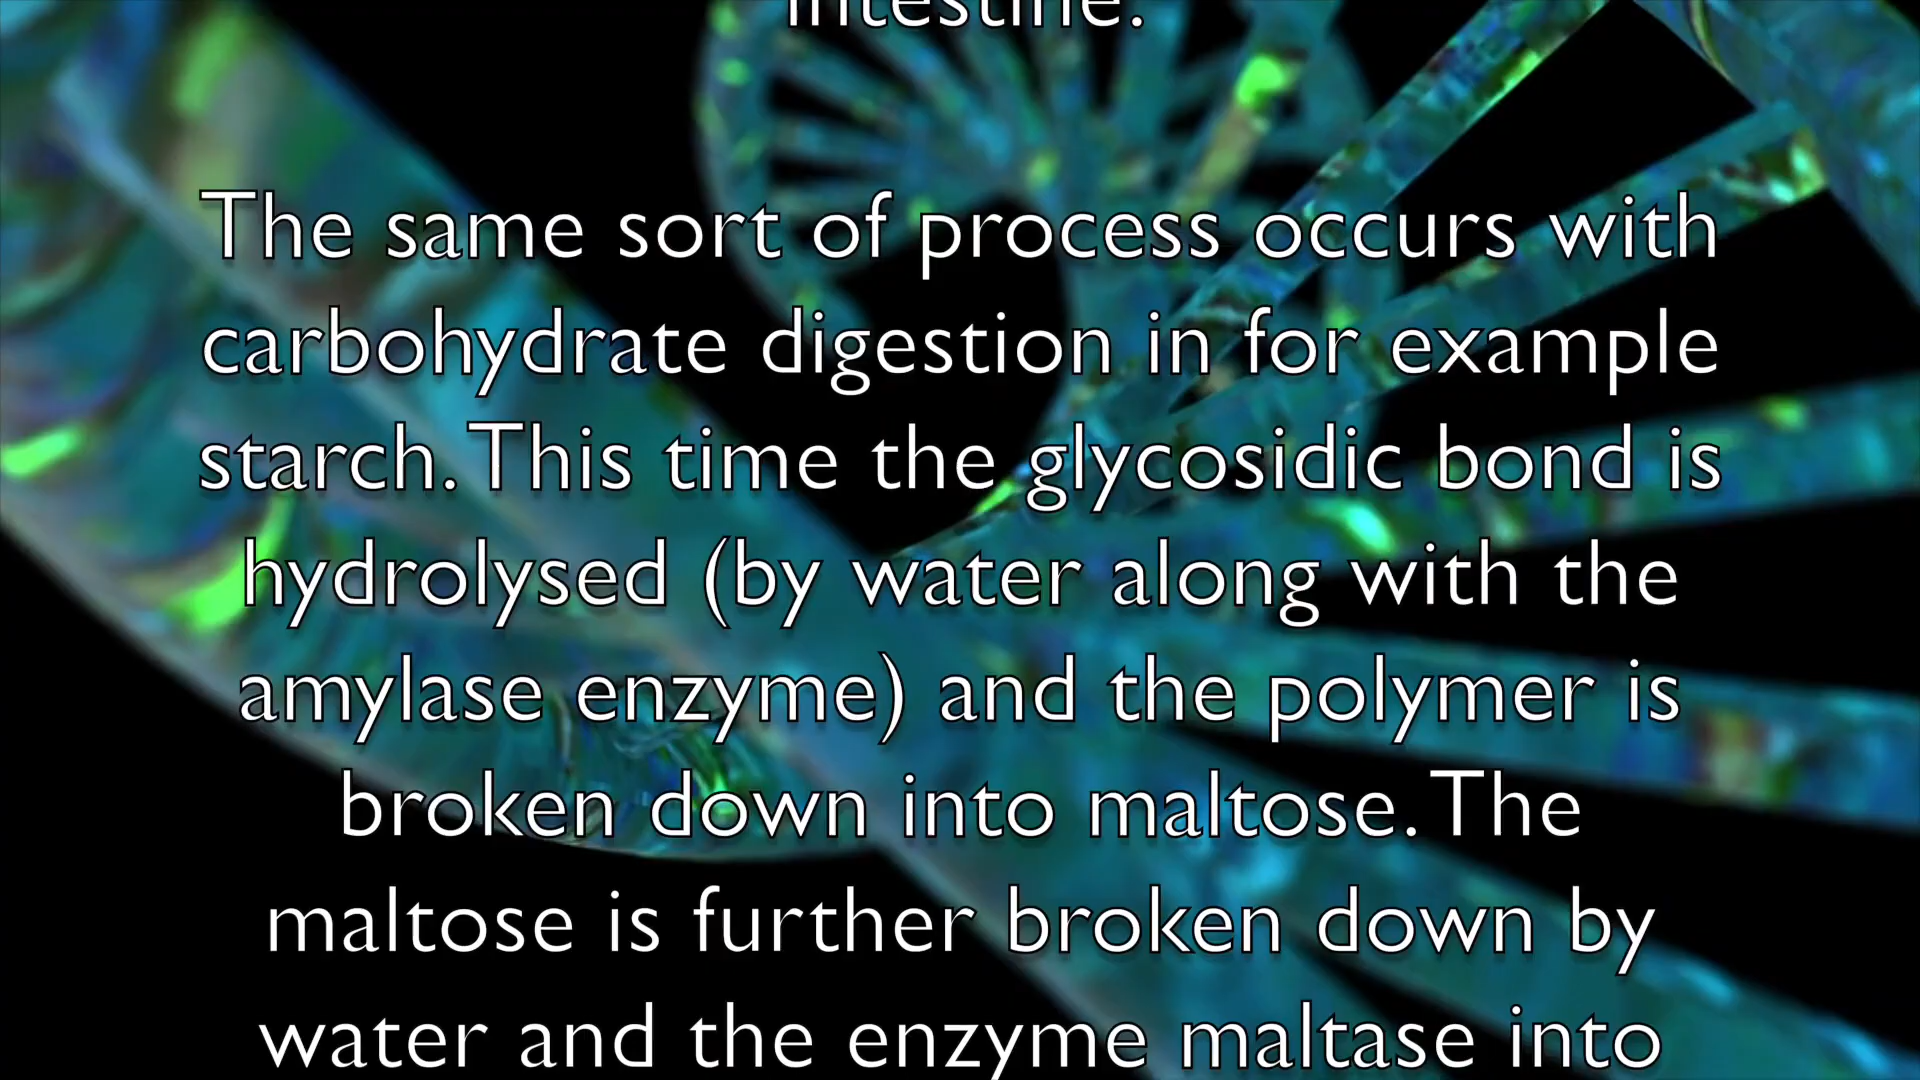 intestine.
The same sort of process occurs with
carbohydrate digestion in for example
starch. This time the glycosidic bond is
hydrolysed (by water along with the
amylase enzyme) and the polymer is
broken down into maltose. The
maltose is further broken down by
water and the enzyme maltase into